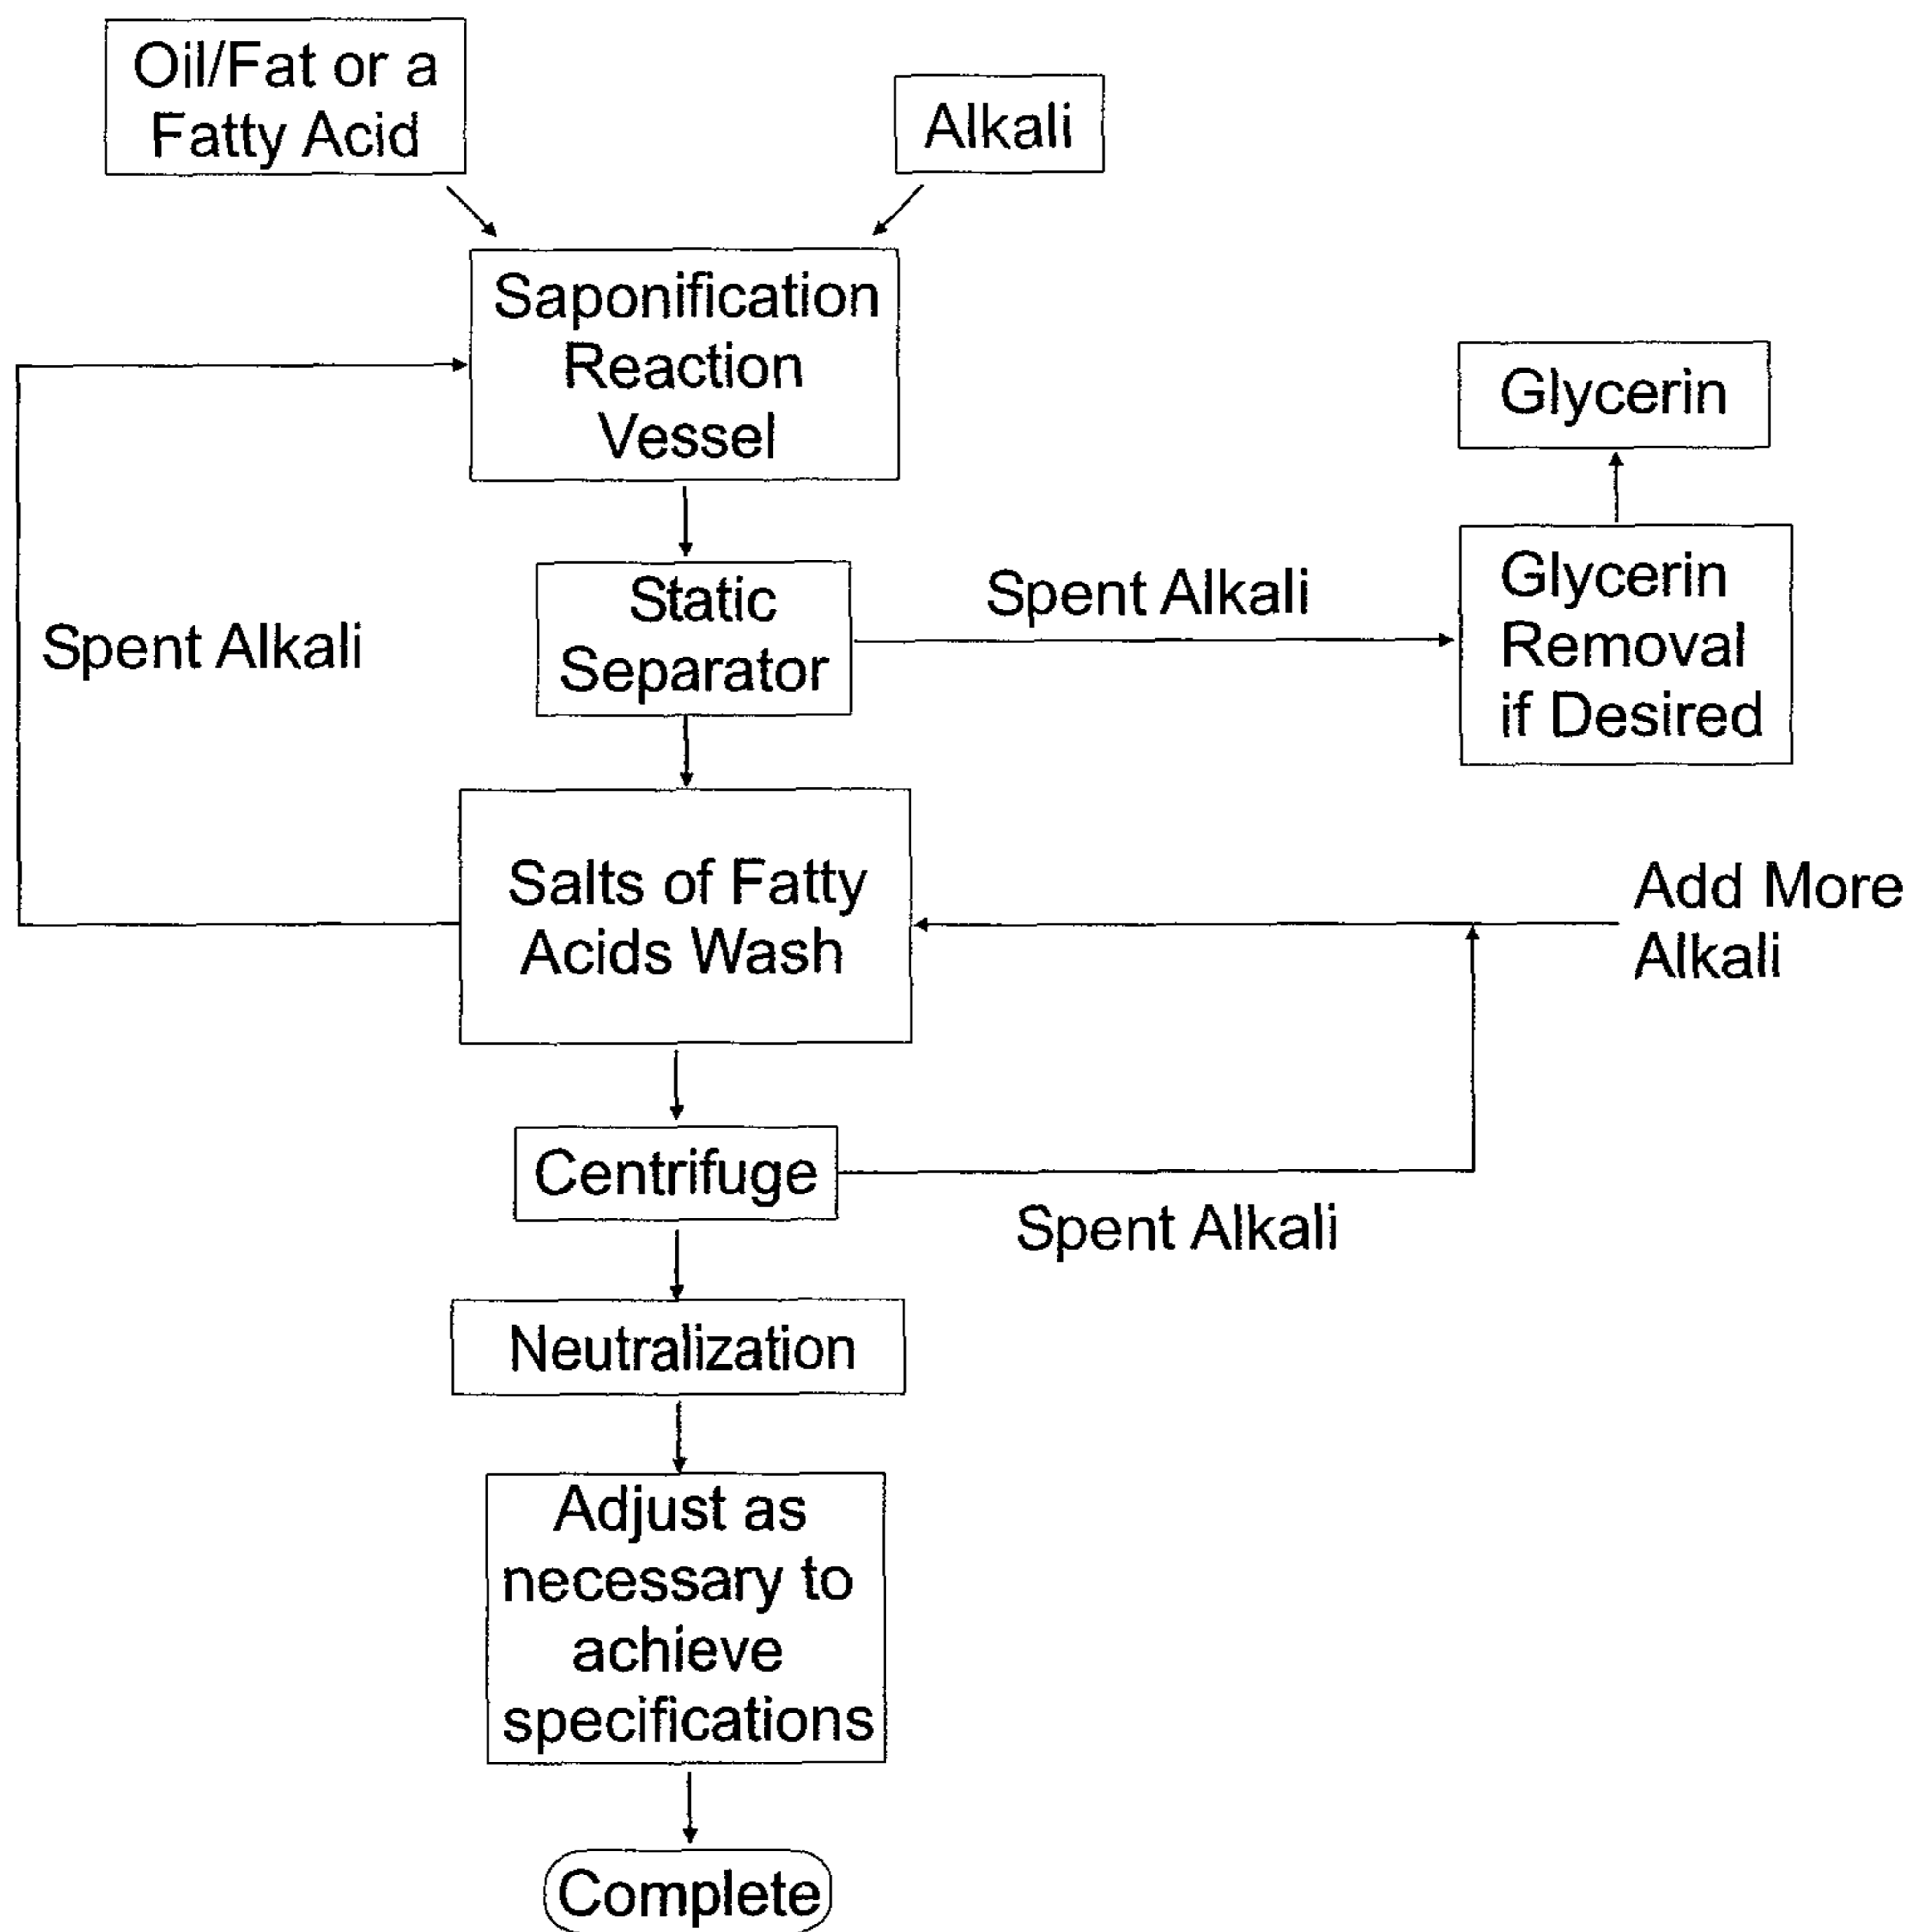 Oil/Fat or a
Fatty Acid
Alkali
Saponification
Reaction
Vessel
Glycerin
Static
Separator
Spent Alkali
Glycerin
Removal
if Desired
Spent Alkali
Salts of Fatty
Acids Wash
Add More
Alkali
Centrifuge
Spent Alkali
Neutralization
Adjust as
necessary to
achieve
specifications
Complete